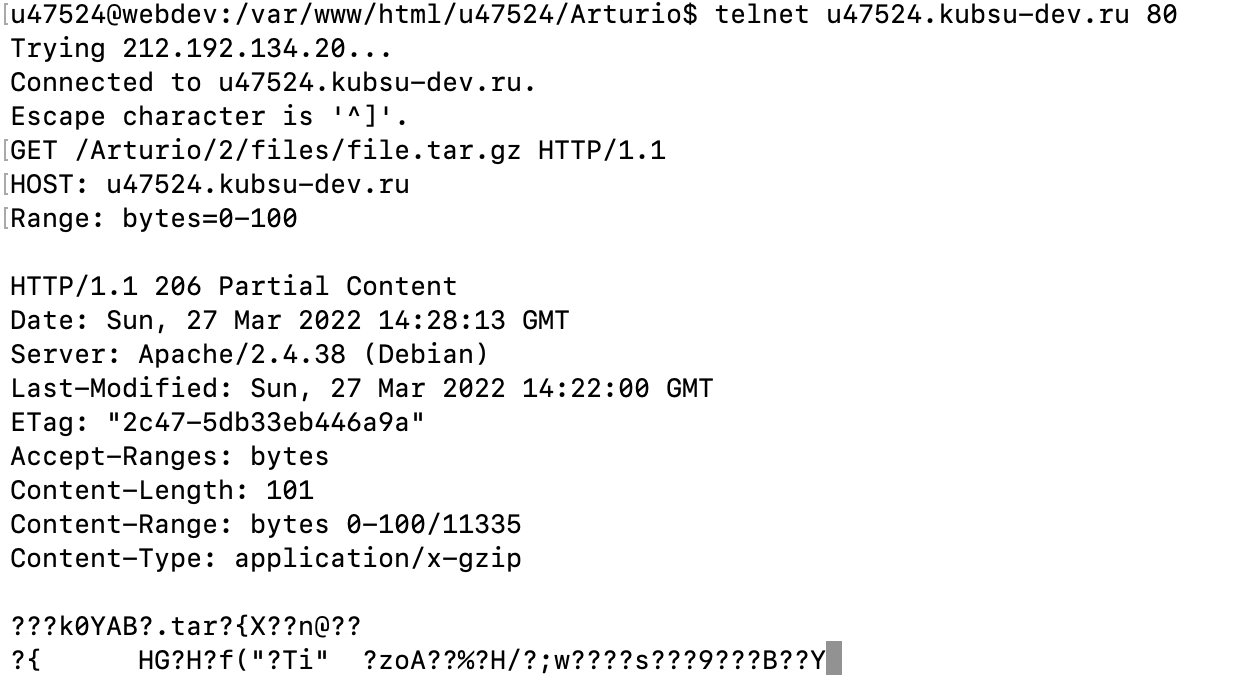 [u47524@webdev:/var/www/html/u47524/Arturio$ telnet u47524.kubsu-dev.ru 80
Trying 212.192.134.20...
Connected to u47524.kubsu-dev.ru.
Escape character is '^]'.
[GET /Arturio/2/files/file.tar.gz HTTP/1.1
[HOST: u47524.kubsu-dev.ru
[Range: bytes=0-100

HTTP/1.1 206 Partial Content
Date: Sun, 27 Mar 2022 14:28:13 GMT
Server: Apache/2.4.38 (Debian)
Last-Modified: Sun, 27 Mar 2022 14:22:00 GMT
ETag: "2c47-5db33eb446a9a"
Accept-Ranges: bytes
Content-Length: 101
Content-Range: bytes 0-100/11335
Content-Type: application/x-gzip

???k0YAB?.tar?{X??n@??
?{      HG?H?f("?Ti"  ?zoA??%?H/?;w????s???9???B??Y